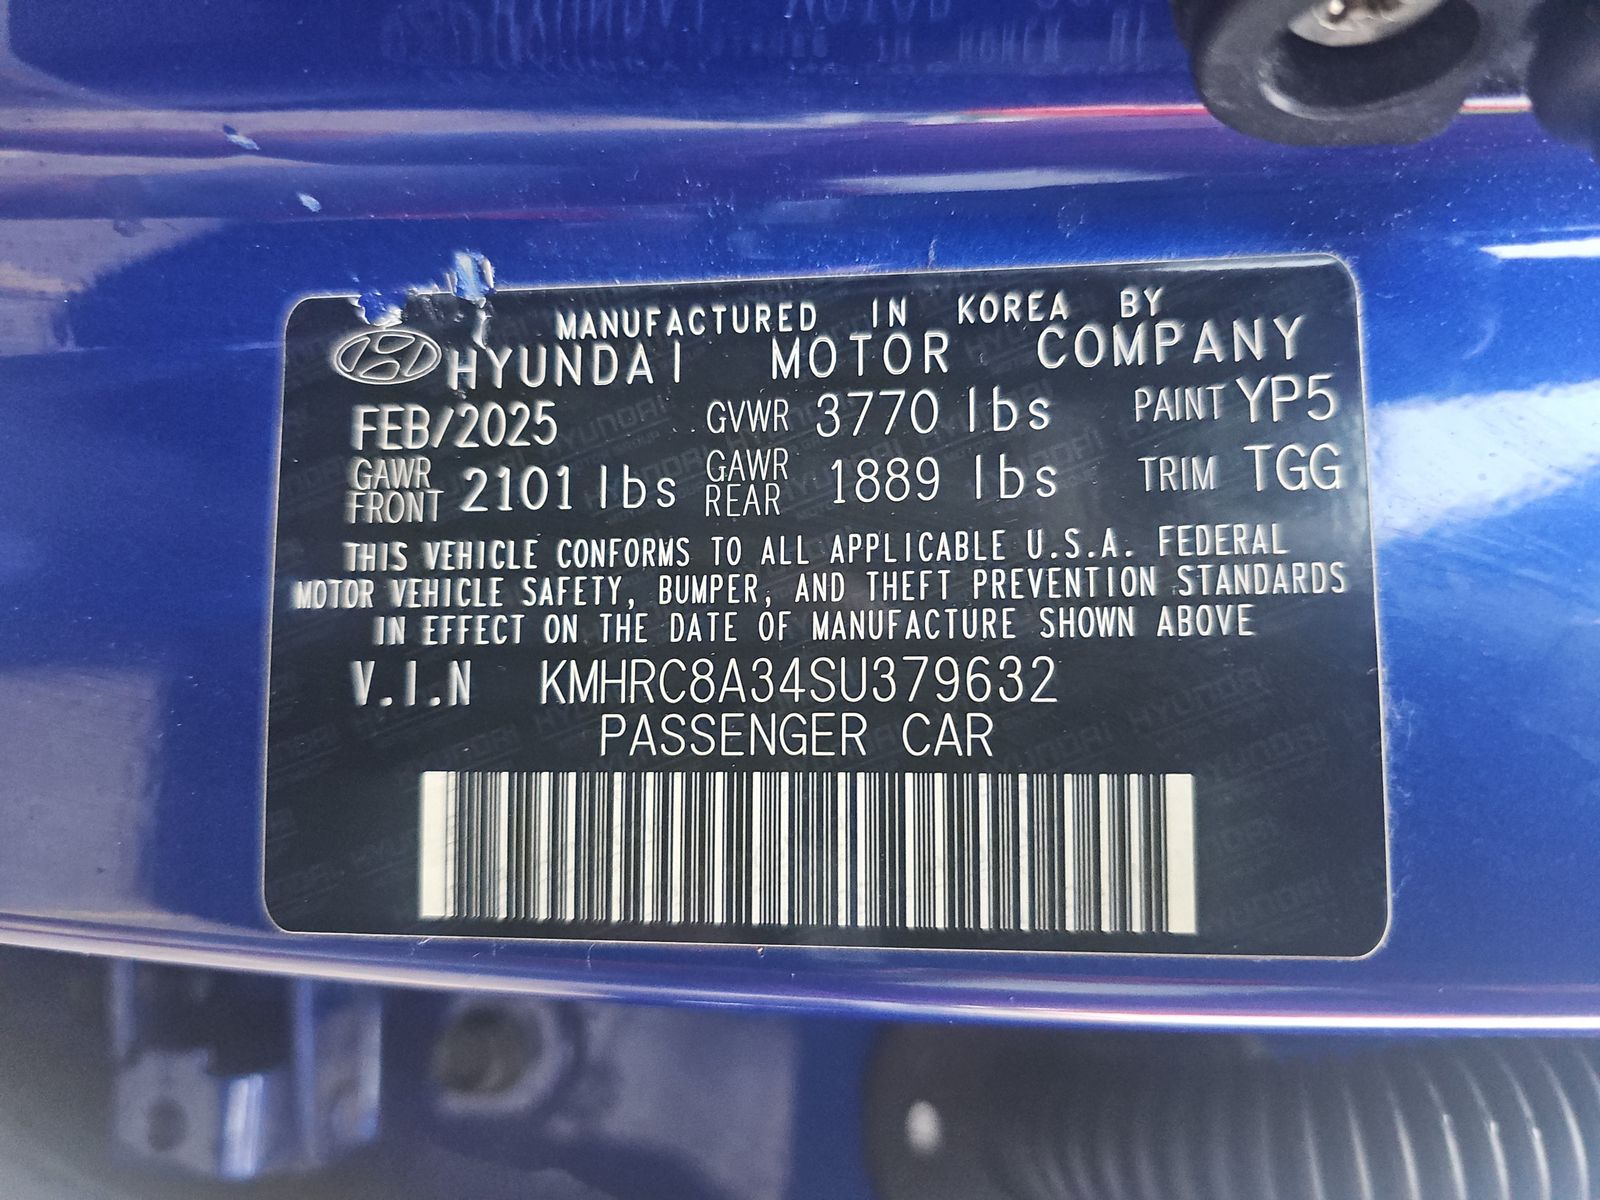 MANUFACTURED IN KOREA BY
HYUNDAI MOTOR COMPANY
FEB/2025 GVWR 3770 lbs PAINT YP5
GAWR FRONT 2101 lbs GAWR REAR 1889 lbs TRIM TGG
THIS VEHICLE CONFORMS TO ALL APPLICABLE U.S.A. FEDERAL
MOTOR VEHICLE SAFETY, BUMPER, AND THEFT PREVENTION STANDARDS
IN EFFECT ON THE DATE OF MANUFACTURE SHOWN ABOVE
V.I.N KMHRC8A34SU379632
PASSENGER CAR